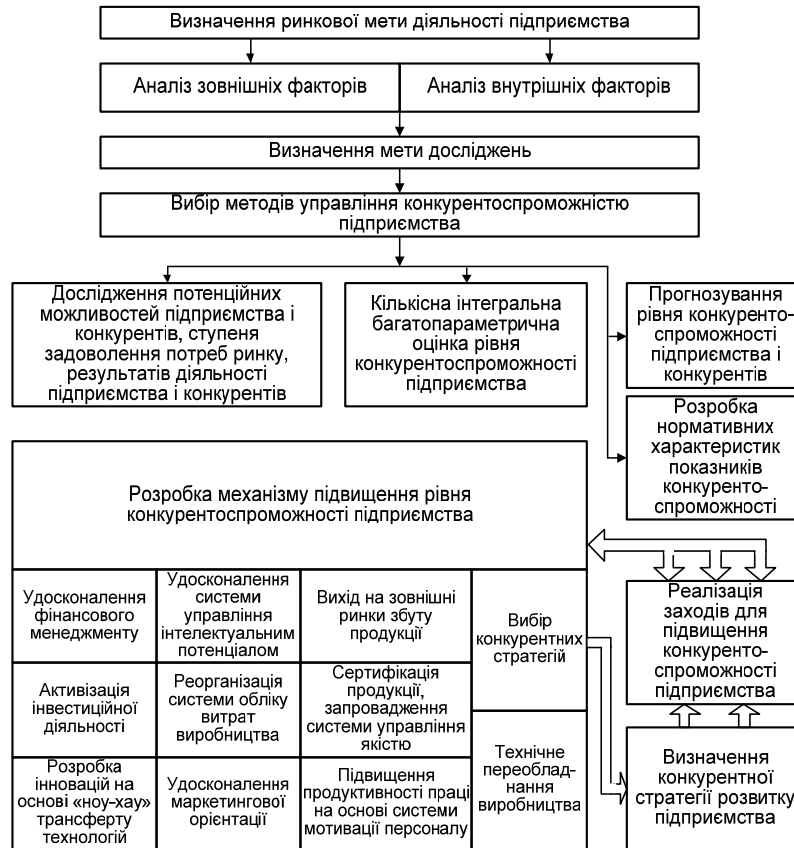 Визначення ринкової мети діяльності підприємства
Аналіз зовнішніх факторів
Аналіз внутрішніх факторів
Визначення мети досліджень
Вибір методів управління конкурентоспроможністю
підприємства
Дослідження потенційних
можливостей підприємства і
конкурентів, ступеня
задоволення потреб ринку,
результатів діяльності
підприємства і конкурентів
Кількісна інтегральна
багатопараметрична
оцінка рівня
конкурентоспроможності
підприємства
Прогнозування
рівня конкуренто-
спроможності
підприємства і
конкурентів
Розробка
нормативних
характеристик
показників
конкуренто-
спроможності
Розробка механізму підвищення рівня
конкурентоспроможності підприємства
Удосконалення
фінансового
менеджменту
Удосконалення
системи
управління
інтелектуальним
потенціалом
Вихід на зовнішні
ринки збуту
продукції
Вибір
конкурентних
стратегій
Реалізація
заходів для
підвищення
конкуренто-
спроможності
підприємства
Активізація
інвестиційної
діяльності
Реорганізація
системи обліку
витрат
виробництва
Сертифікація
продукції,
запровадження
системи управління
якістю
Технічне
переоблад-
нання
виробництва
Визначення
конкурентної
стратегії розвитку
підприємства
Розробка
інновацій на
основі «ноу-хау»
трансферту
технологій
Удосконалення
маркетингової
орієнтації
Підвищення
продуктивності праці
на основі системи
мотивації персоналу